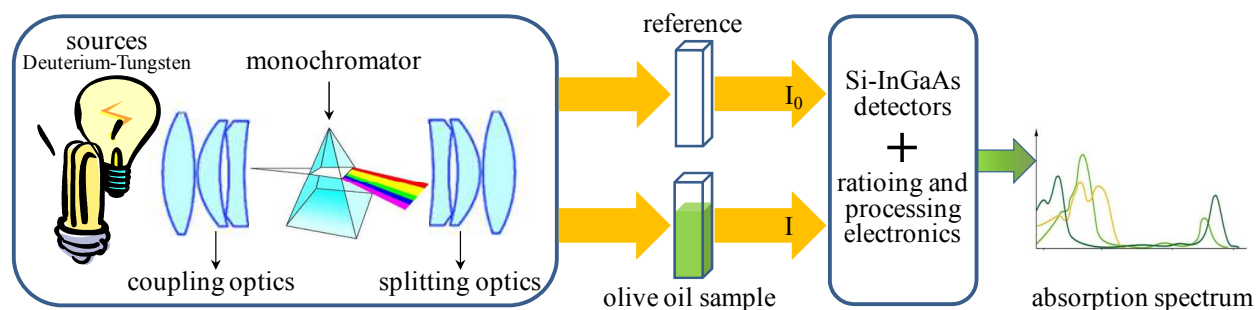 sources
Deuterium-Tungsten
monochromator
coupling optics
splitting optics
reference
I0
I
olive oil sample
Si-InGaAs
detectors
+
ratioing and
processing
electronics
absorption spectrum